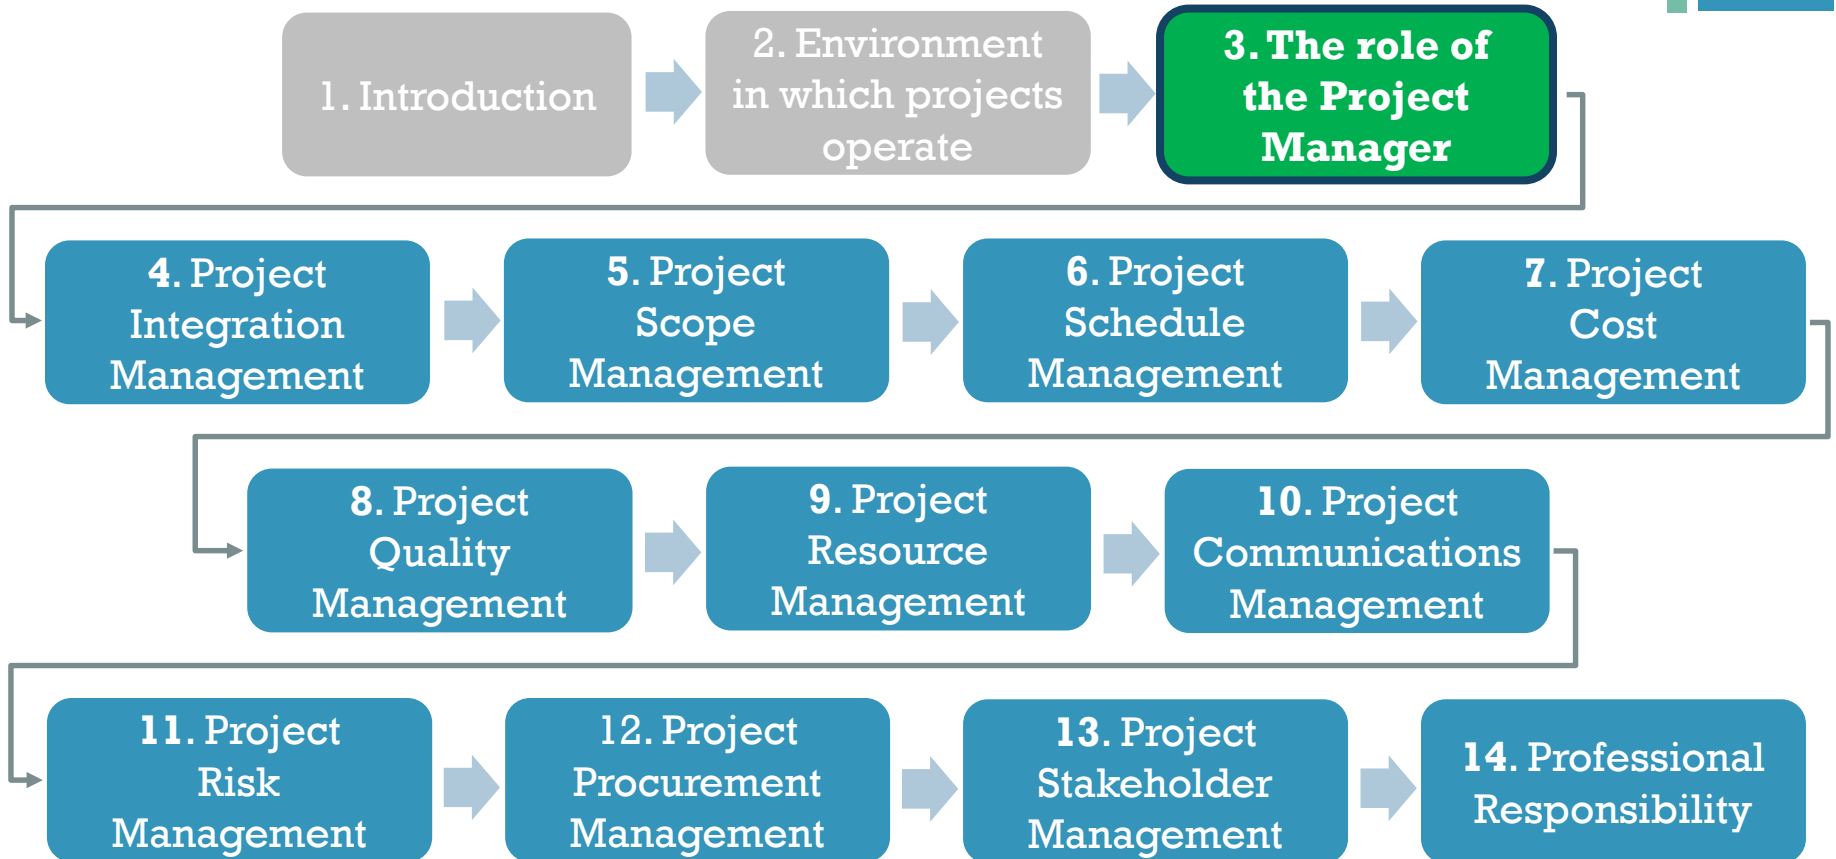 1. Introduction
2. Environment
in which projects
operate
3. The role of
the Project
Manager
4. Project
Integration
Management
5. Project
Scope
Management
6. Project
Schedule
Management
7. Project
Cost
Management
8. Project
Quality
Management
9. Project
Resource
Management
10. Project
Communications
Management
11. Project
Risk
Management
12. Project
Procurement
Management
13. Project
Stakeholder
Management
14. Professional
Responsibility